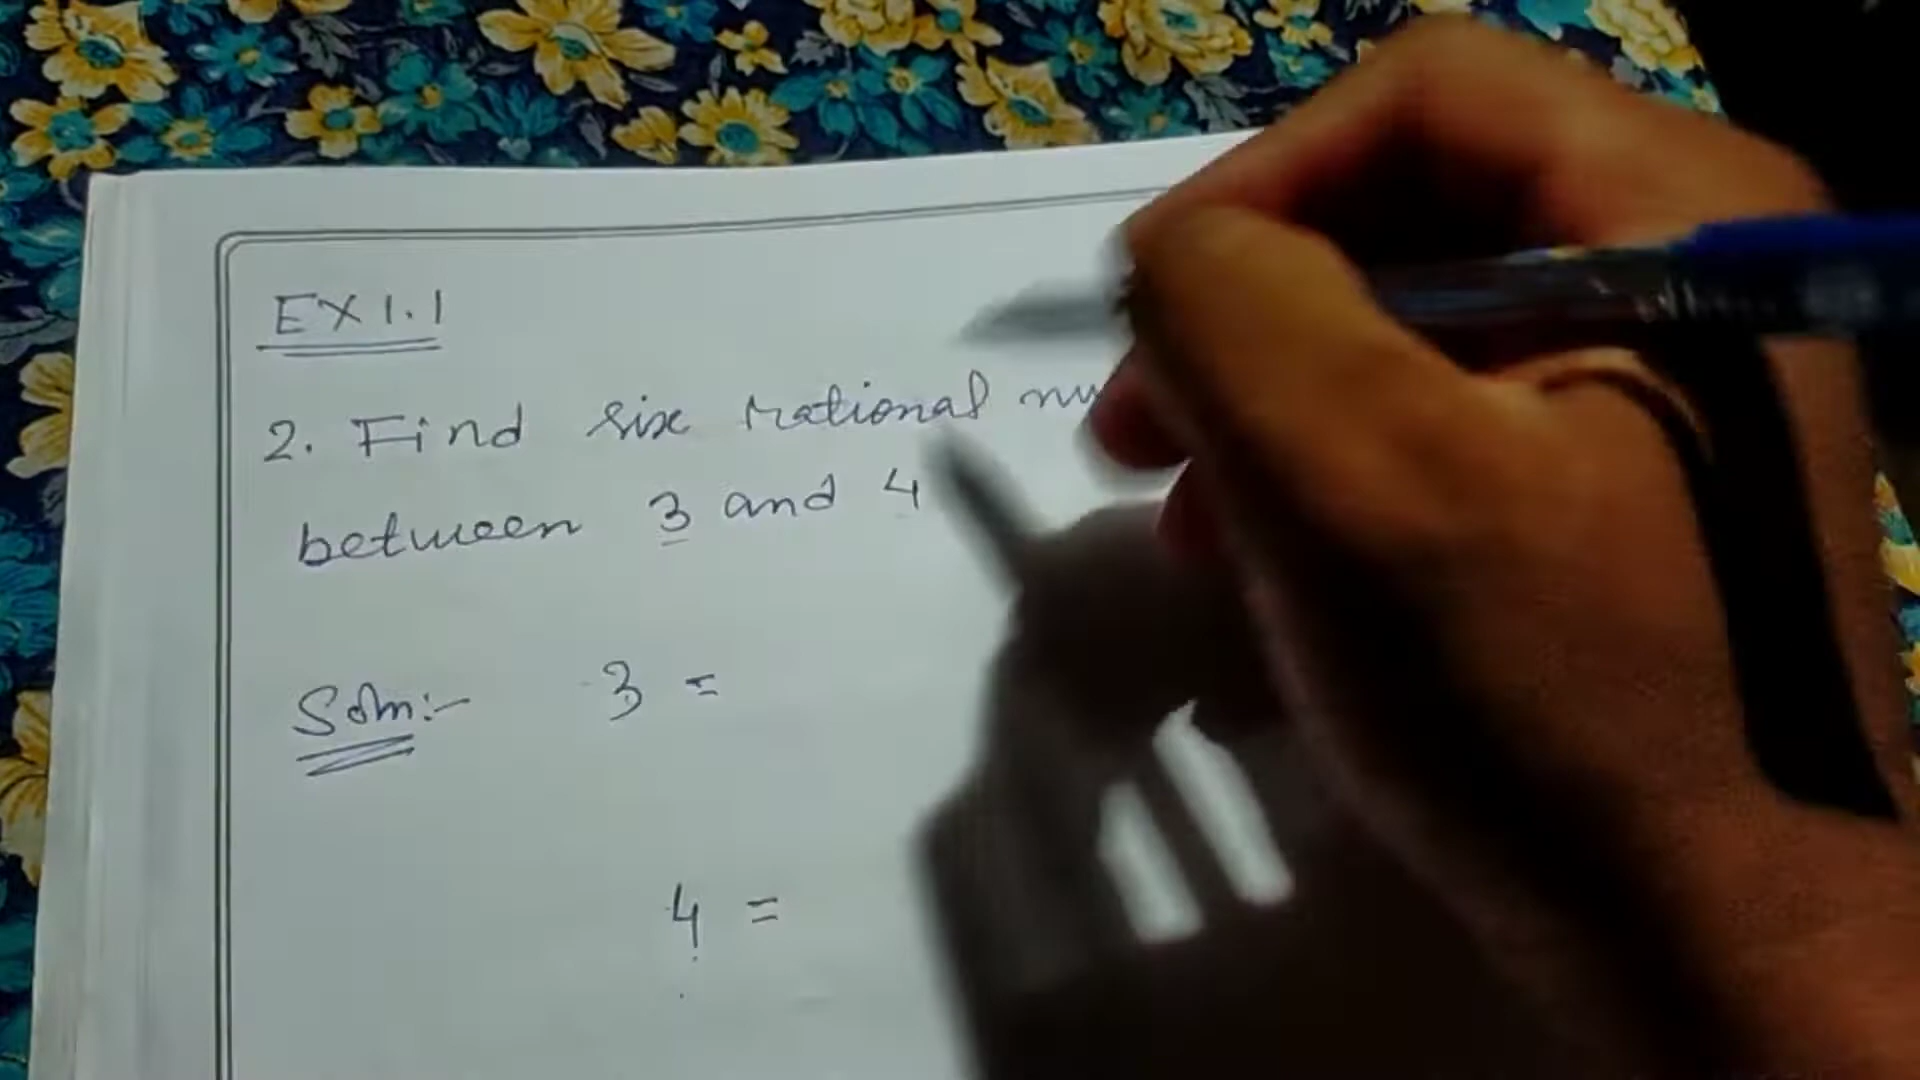 EX 1.1
2. Find six rational
between 3 and 4
Soln:- 3 =
4 =